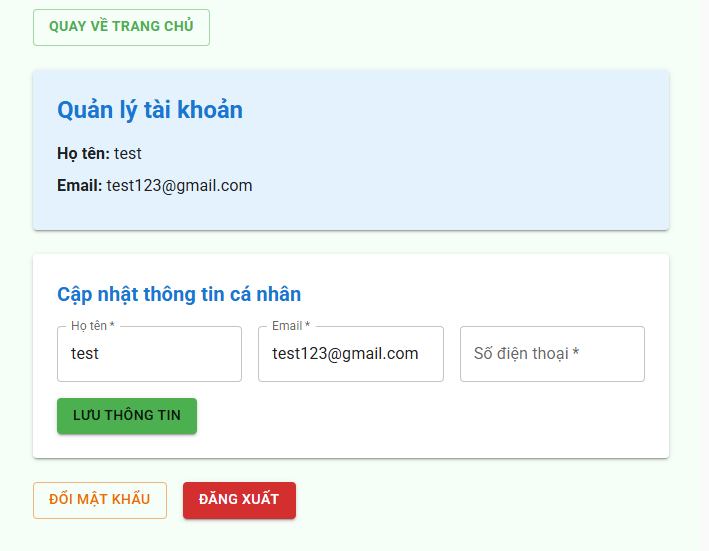 QUAY VỀ TRANG CHỦ
Quản lý tài khoản
Họ tên: test
Email: test123@gmail.com
Cập nhật thông tin cá nhân
Họ tên *
test
Email *
test123@gmail.com
Số điện thoại *
LƯU THÔNG TIN
ĐỔI MẬT KHẨU
ĐĂNG XUẤT